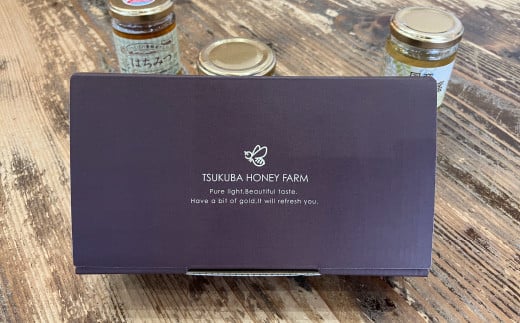 はちみつ
TSUKUBA HONEY FARM
Pure light.Beautiful taste.
Have a bit of gold.It will refresh you.